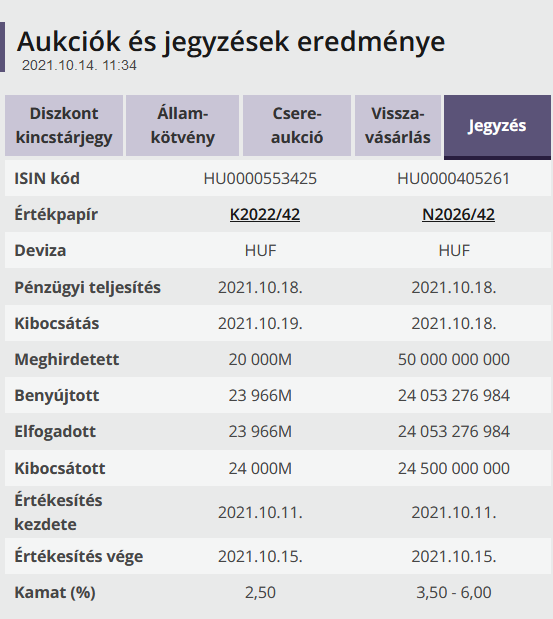 Aukciók és jegyzések eredménye
2021.10.14. 11:34
Diszkont kincstárjegy
Állam-kötvény
Csere-aukció
Vissza-vásárlás
Jegyzés
ISIN kód HU0000553425 HU0000405261
Értékpapír K2022/42 N2026/42
Deviza HUF HUF
Pénzügyi teljesítés 2021.10.18. 2021.10.18.
Kibocsátás 2021.10.19. 2021.10.18.
Meghirdetett 20 000M 50 000 000 000
Benyújtott 23 966M 24 053 276 984
Elfogadott 23 966M 24 053 276 984
Kibocsátott 24 000M 24 500 000 000
Értékesítés kezdete 2021.10.11. 2021.10.11.
Értékesítés vége 2021.10.15. 2021.10.15.
Kamat (%) 2,50 3,50 - 6,00